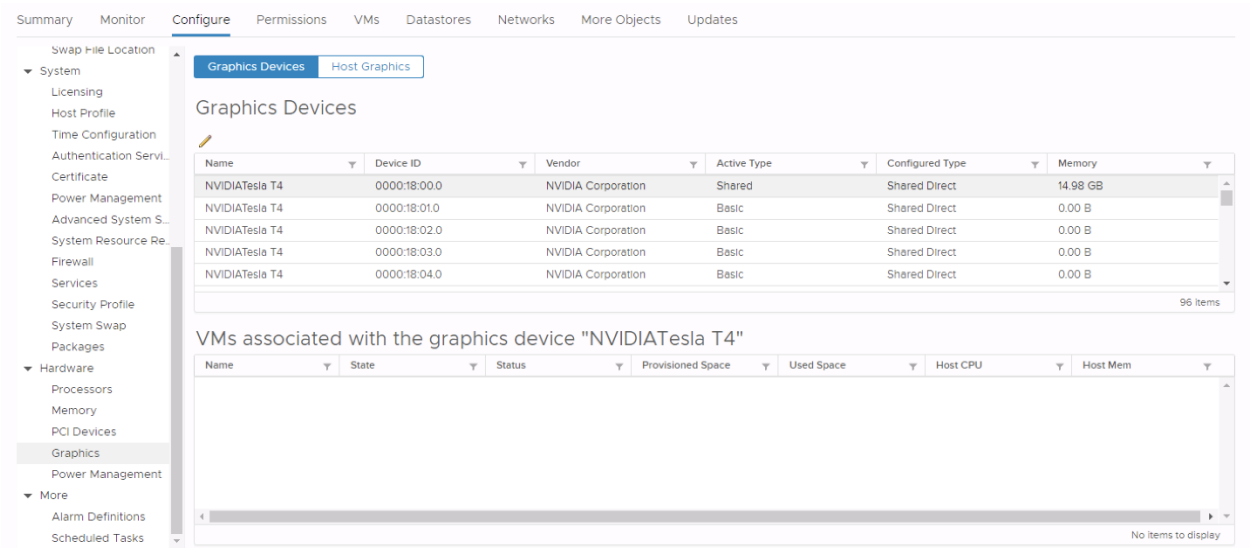 Summary Monitor Configure Permissions VMs Datastores Networks More Objects Updates
Swap File Location
System
Licensing
Host Profile
Time Configuration
Authentication Servi...
Certificate
Power Management
Advanced System S...
System Resource Re...
Firewall
Services
Security Profile
System Swap
Packages
Hardware
Processors
Memory
PCI Devices
Graphics
Power Management
More
Alarm Definitions
Scheduled Tasks
Graphics Devices Host Graphics
Graphics Devices
Name Device ID Vendor Active Type Configured Type Memory
NVIDIATesla T4 0000:18:00.0 NVIDIA Corporation Shared Shared Direct 14.98 GB
NVIDIATesla T4 0000:18:01.0 NVIDIA Corporation Basic Shared Direct 0.00 B
NVIDIATesla T4 0000:18:02.0 NVIDIA Corporation Basic Shared Direct 0.00 B
NVIDIATesla T4 0000:18:03.0 NVIDIA Corporation Basic Shared Direct 0.00 B
NVIDIATesla T4 0000:18:04.0 NVIDIA Corporation Basic Shared Direct 0.00 B
96 items
VMs associated with the graphics device "NVIDIATesla T4"
Name State Status Provisioned Space Used Space Host CPU Host Mem
No items to display